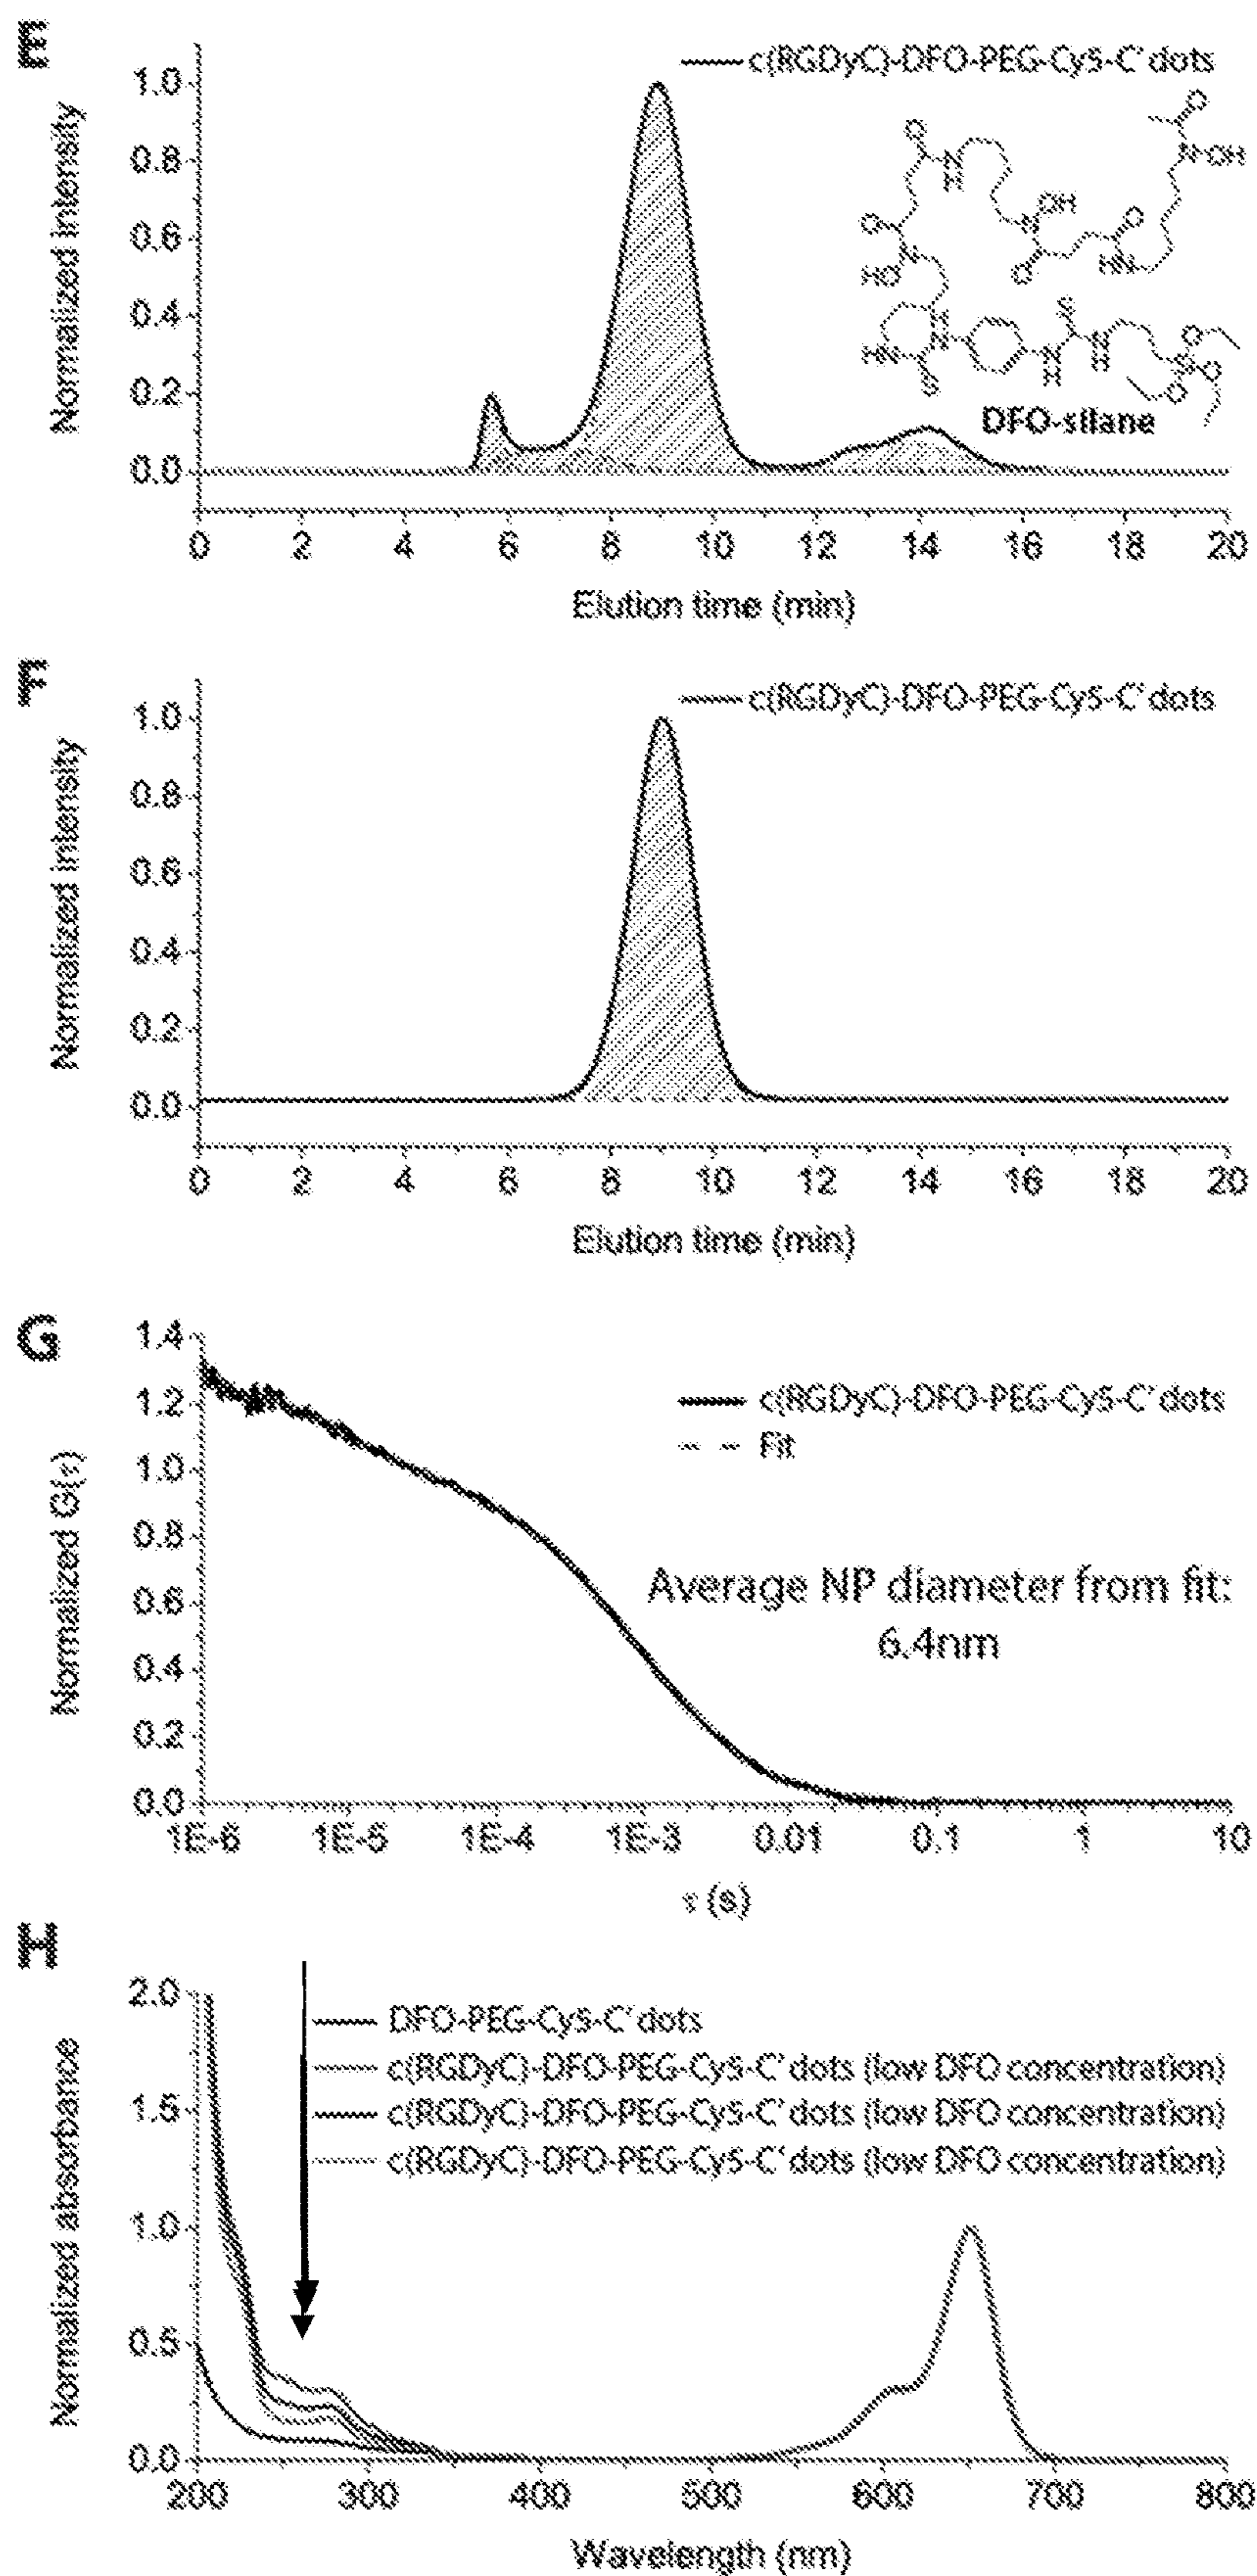 E
c(RGDyC)-DFO-PEG-Cy5-C'dots
Normalized intensity
1.0
0.8
0.6
0.4
0.2
0.0
O
N
H
N-OH
O
OH
N
O
O
N
HO
O
HN
S
H
N
HN
S
N
H
N
H
O
Si
O
O
DFO-silane
0 2 4 6 8 10 12 14 16 18 20
Elution time (min)
F
c(RGDyC)-DFO-PEG-Cy5-C'dots
Normalized intensity
1.0
0.8
0.6
0.4
0.2
0.0
0 2 4 6 8 10 12 14 16 18 20
Elution time (min)
G
c(RGDyC)-DFO-PEG-Cy5-C'dots
Fit
Normalized G(τ)
1.4
1.2
1.0
0.8
0.6
0.4
0.2
0.0
Average NP diameter from fit:
6.4nm
1E-6 1E-5 1E-4 1E-3 0.01 0.1 1 10
τ (s)
H
DFO-PEG-Cy5-C'dots
c(RGDyC)-DFO-PEG-Cy5-C'dots (low DFO concentration)
c(RGDyC)-DFO-PEG-Cy5-C'dots (low DFO concentration)
c(RGDyC)-DFO-PEG-Cy5-C'dots (low DFO concentration)
Normalized absorbance
2.0
1.5
1.0
0.5
0.0
200 300 400 500 600 700 800
Wavelength (nm)